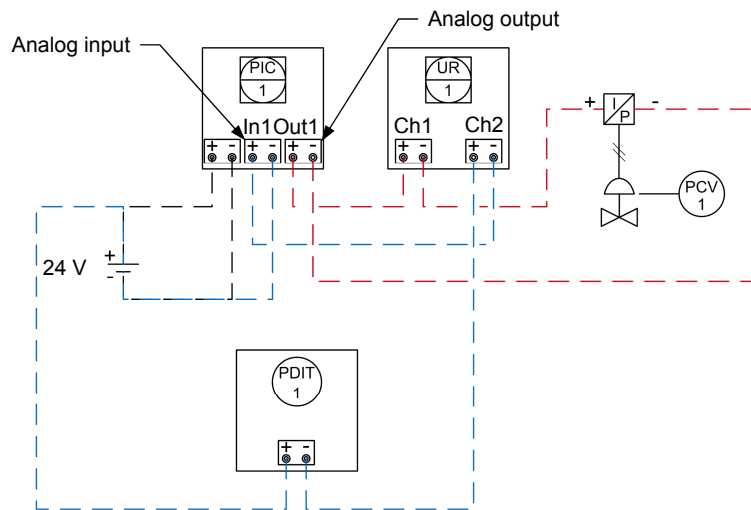 Analog output
Analog input
PIC
1
UR
1
In1 Out1
Ch1
Ch2
+ - + - + -
+ -
+ -
+ I/P -
PCV
1
24 V
+
-
PDIT
1
+ -